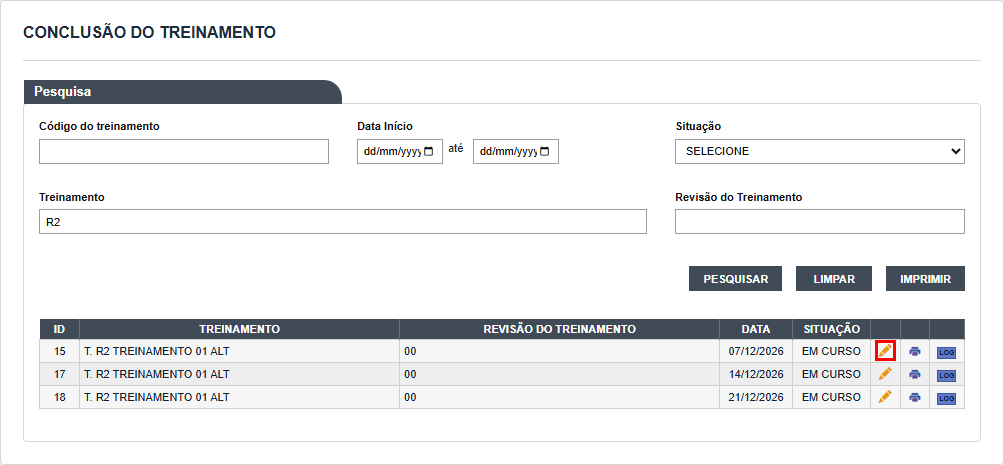 CONCLUSÃO DO TREINAMENTO
Pesquisa
Código do treinamento
Data Início
Situação
dd/mm/yyyy
até
dd/mm/yyyy
SELECIONE
Treinamento
Revisão do Treinamento
R2
PESQUISAR
LIMPAR
IMPRIMIR
ID TREINAMENTO REVISÃO DO TREINAMENTO DATA SITUAÇÃO
15 T. R2 TREINAMENTO 01 ALT 00 07/12/2026 EM CURSO LOG
17 T. R2 TREINAMENTO 01 ALT 00 14/12/2026 EM CURSO LOG
18 T. R2 TREINAMENTO 01 ALT 00 21/12/2026 EM CURSO LOG